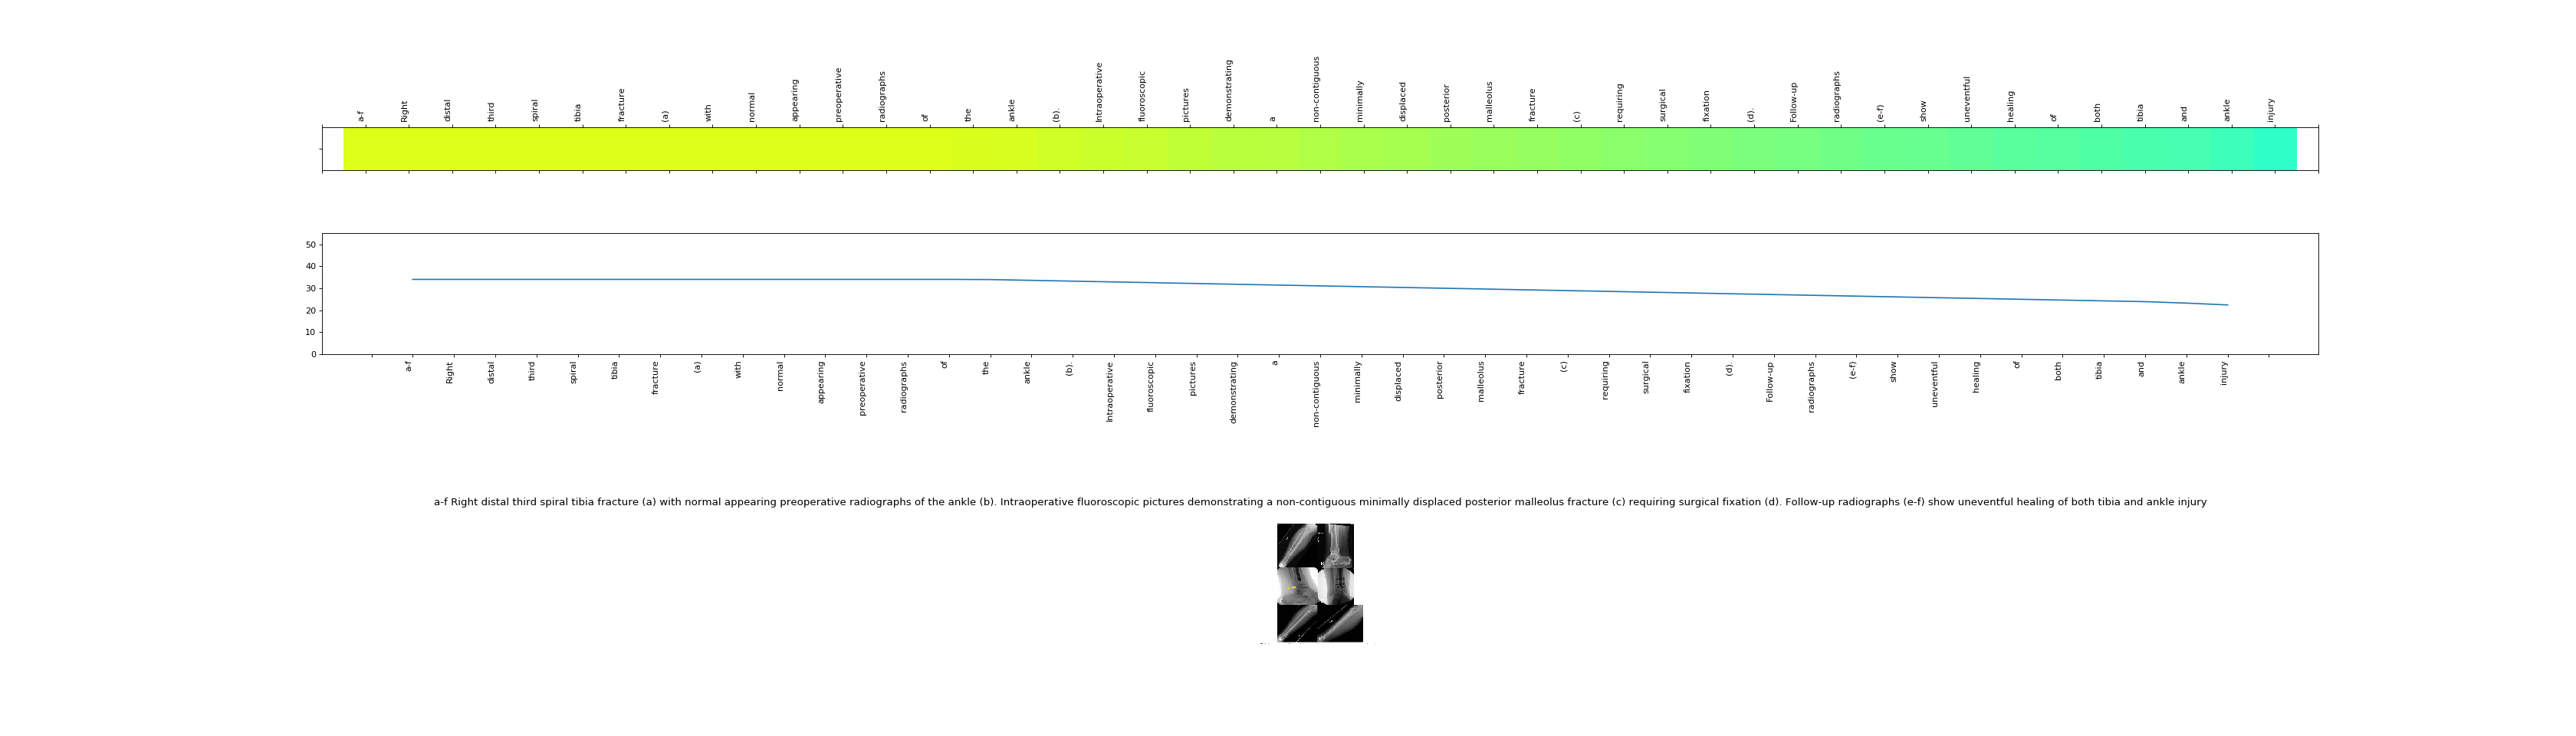 a-f Right distal third spiral tibia fracture (a) with normal appearing preoperative radiographs of the ankle (b). Intraoperative fluoroscopic pictures demonstrating a non-contiguous minimally displaced posterior malleolus fracture (c) requiring surgical fixation (d). Follow-up radiographs (e-f) show uneventful healing of both tibia and ankle injury
50
40
30
20
10
0
a-f Right distal third spiral tibia fracture (a) with normal appearing preoperative radiographs of the ankle (b). Intraoperative fluoroscopic pictures demonstrating a non-contiguous minimally displaced posterior malleolus fracture (c) requiring surgical fixation (d). Follow-up radiographs (e-f) show uneventful healing of both tibia and ankle injury
a-f Right distal third spiral tibia fracture (a) with normal appearing preoperative radiographs of the ankle (b). Intraoperative fluoroscopic pictures demonstrating a non-contiguous minimally displaced posterior malleolus fracture (c) requiring surgical fixation (d). Follow-up radiographs (e-f) show uneventful healing of both tibia and ankle injury